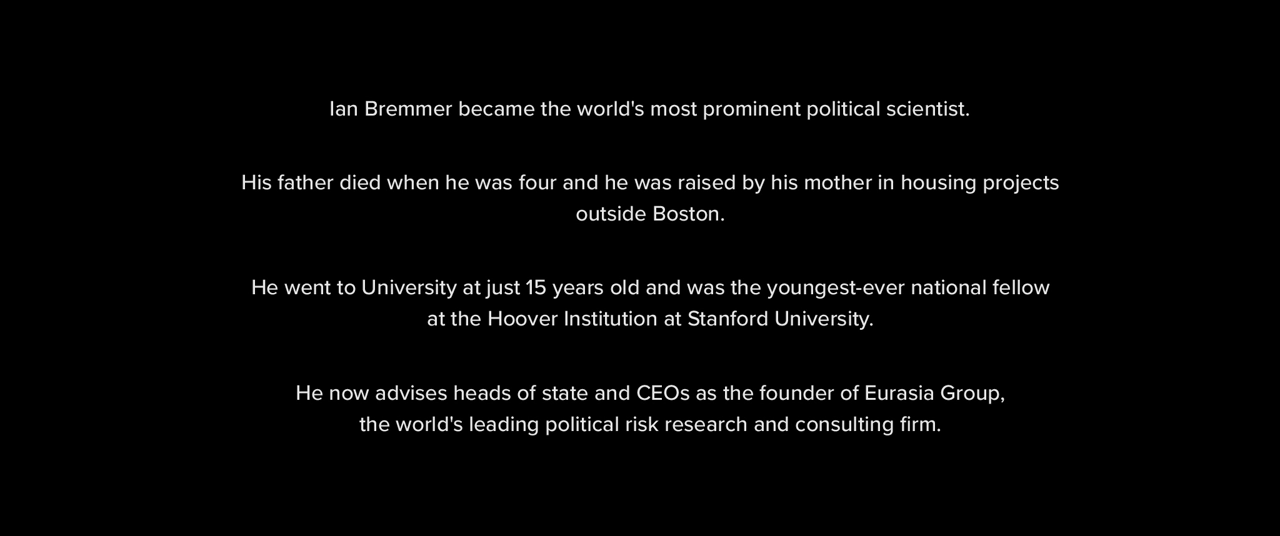 Ian Bremmer became the world's most prominent political scientist.
His father died when he was four and he was raised by his mother in housing projects
outside Boston.
He went to University at just 15 years old and was the youngest-ever national fellow
at the Hoover Institution at Stanford University.
He now advises heads of state and CEOs as the founder of Eurasia Group,
the world's leading political risk research and consulting firm.